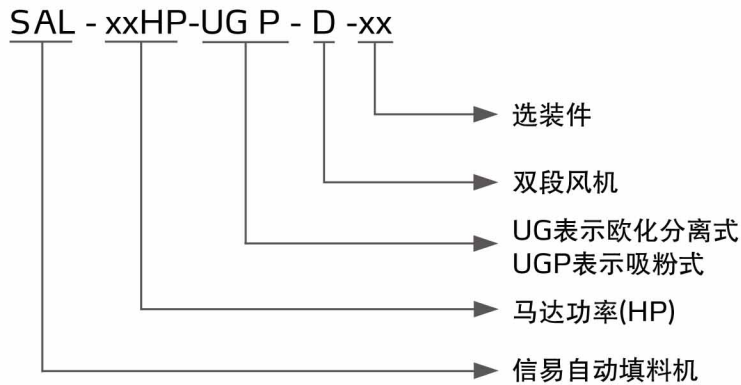 SAL - xxHP-UG P - D -xx
选装件
双段风机
UG表示欧化分离式
UGP表示吸粉式
马达功率(HP)
信易自动填料机